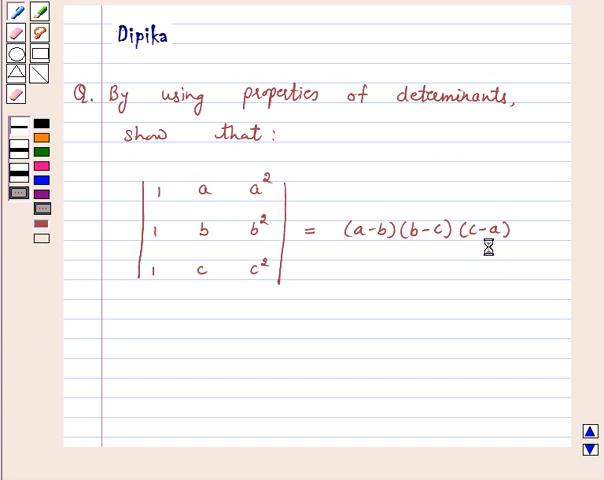 Dipika
Q. By using properties of determinants,
show that :
| 1 a a² |
| 1 b b² | = (a-b)(b-c)(c-a)
| 1 c c² |